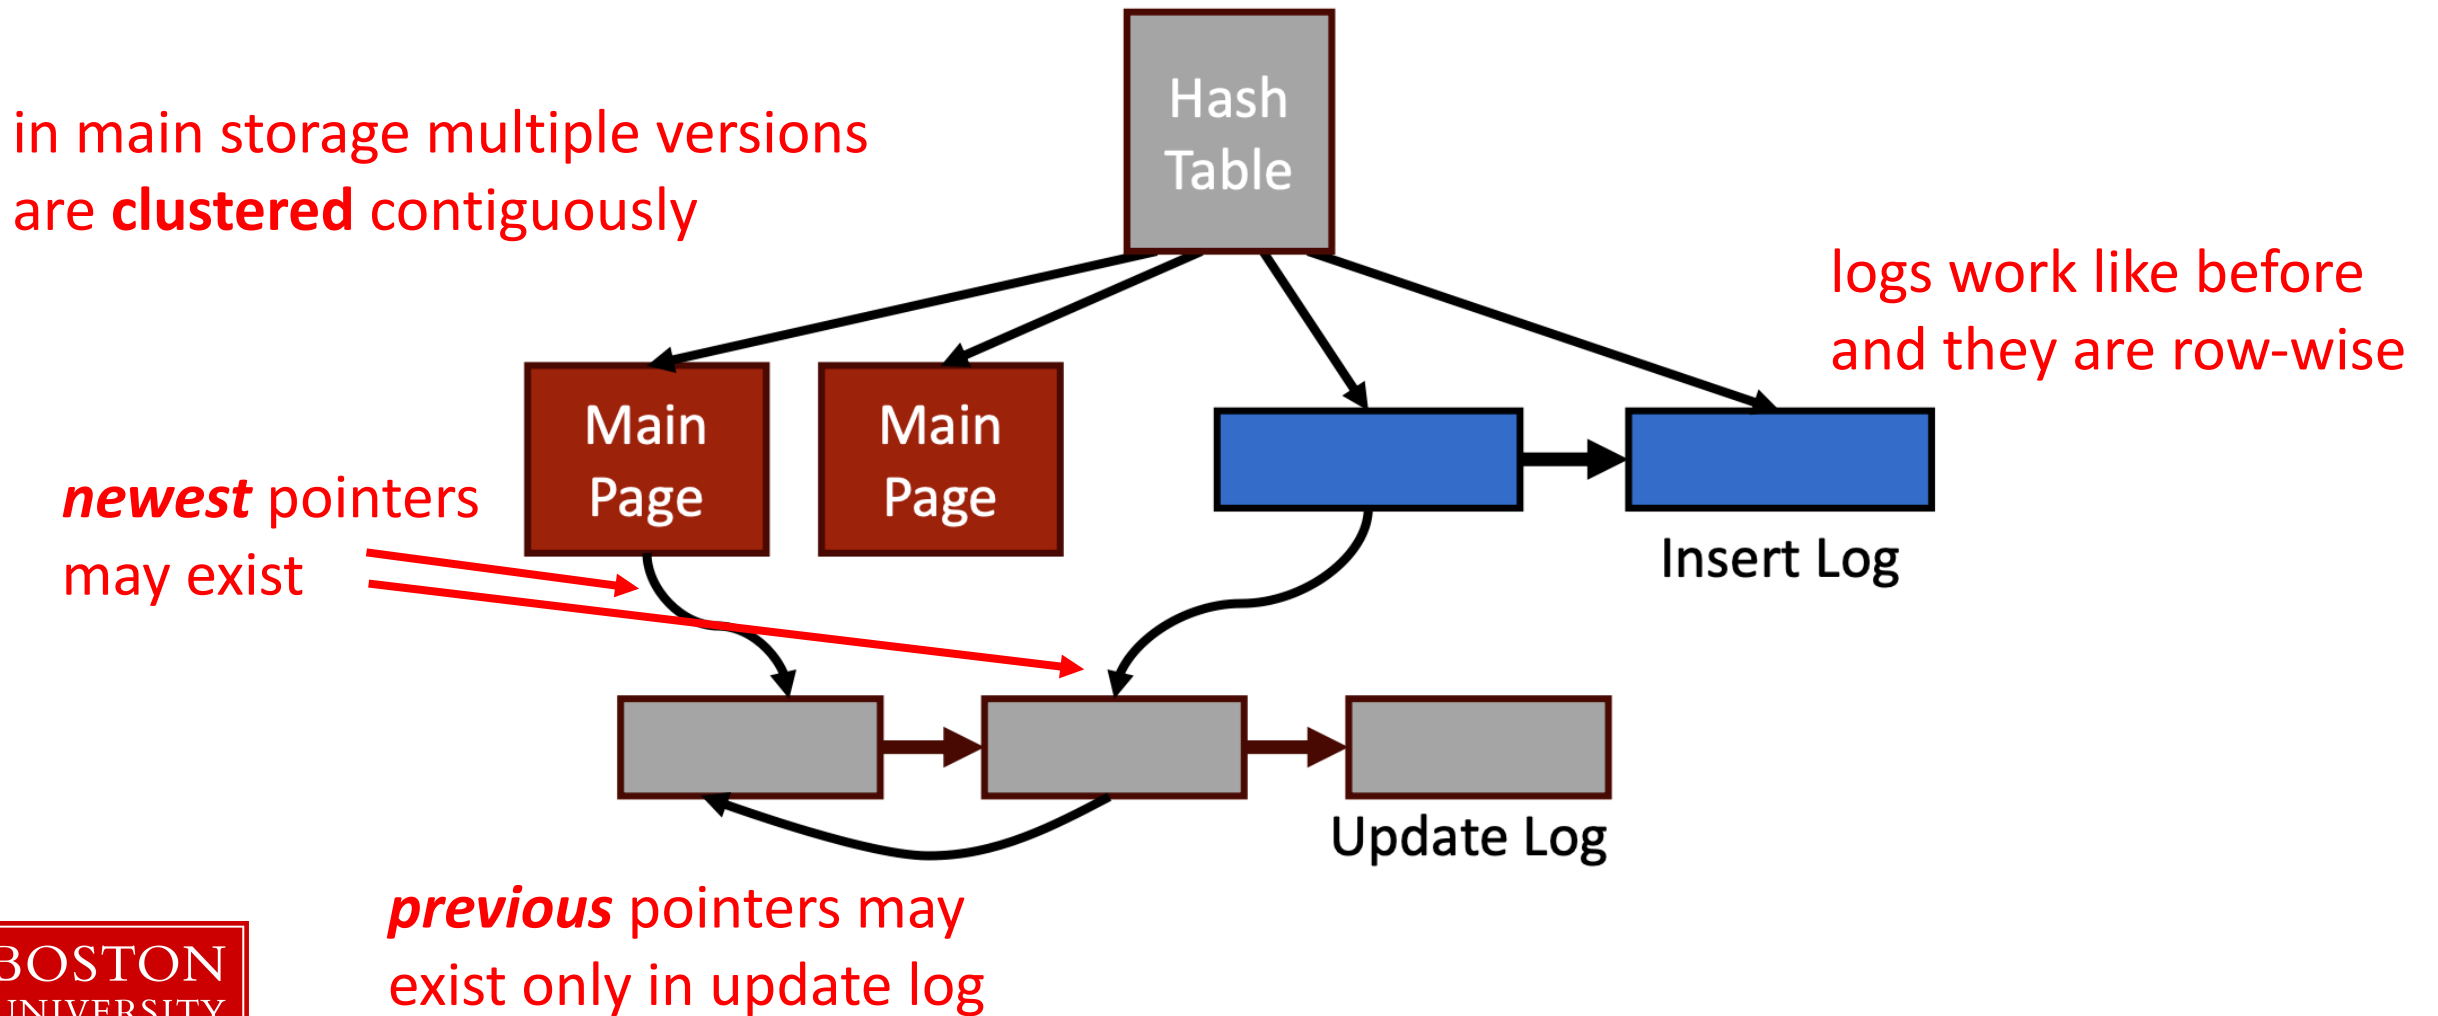 Hash
Table
in main storage multiple versions
are clustered contiguously
logs work like before
and they are row-wise
Main
Page
Main
Page
newest pointers
may exist
Insert Log
Update Log
previous pointers may
exist only in update log
BOSTON
UNIVERSITY